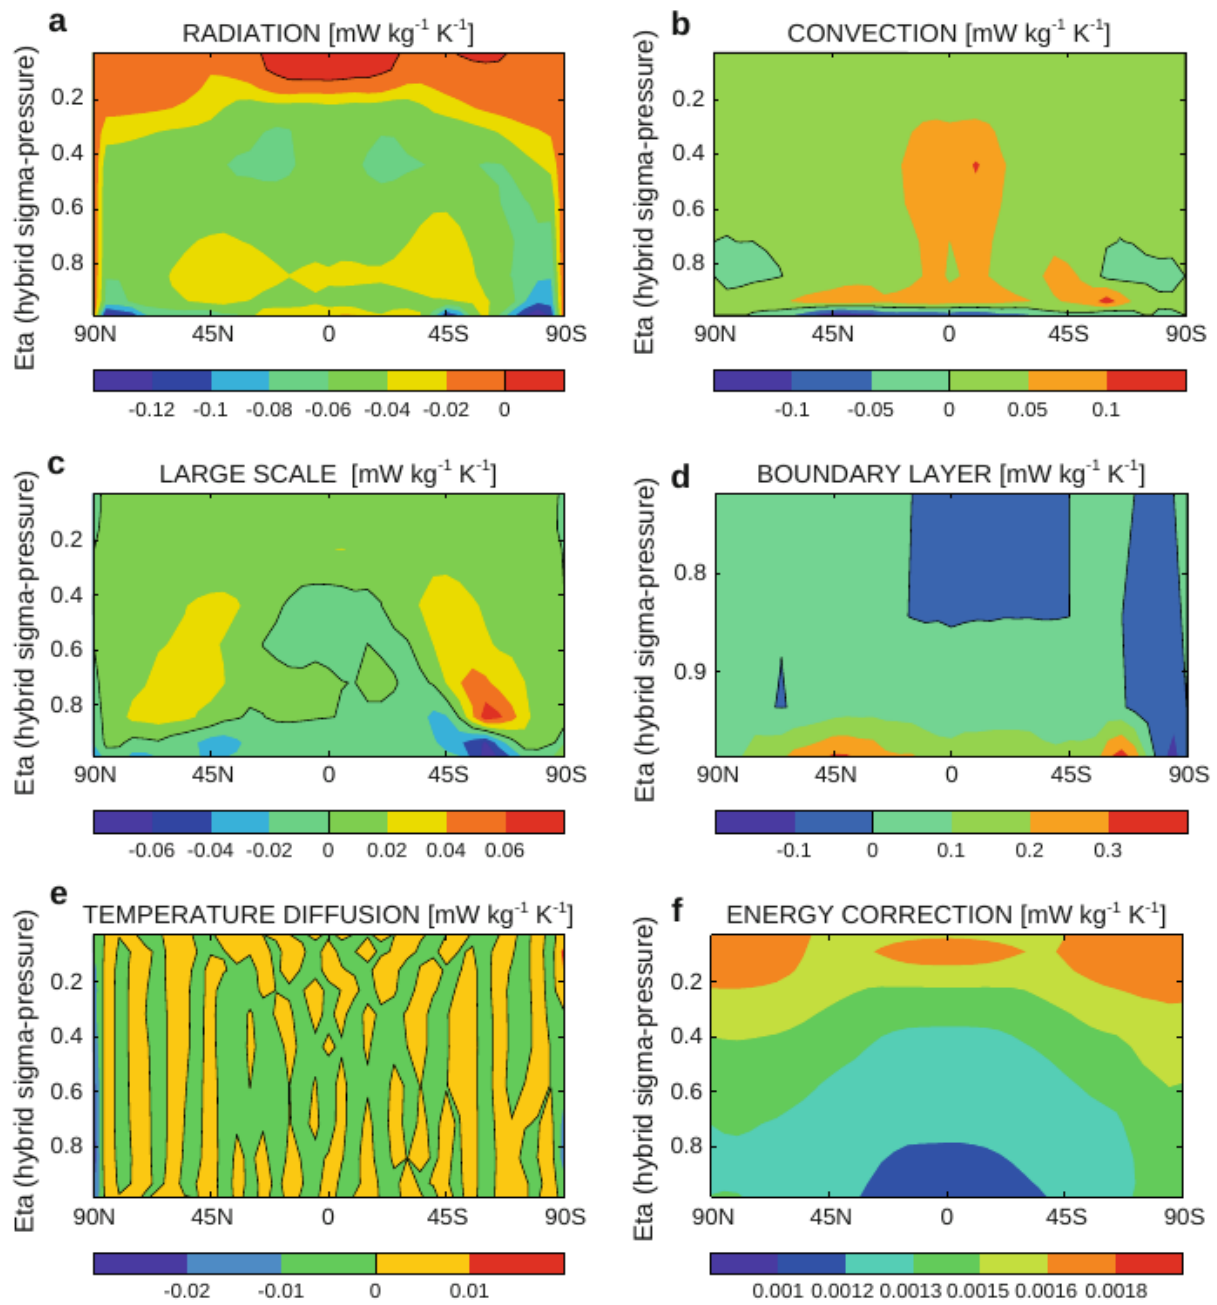 a
RADIATION [mW kg-1 K-1]
Eta (hybrid sigma-pressure)
0.2
0.4
0.6
0.8
90N 45N 0 45S 90S
-0.12 -0.1 -0.08 -0.06 -0.04 -0.02 0
b
CONVECTION [mW kg-1 K-1]
Eta (hybrid sigma-pressure)
0.2
0.4
0.6
0.8
90N 45N 0 45S 90S
-0.1 -0.05 0 0.05 0.1
c
LARGE SCALE [mW kg-1 K-1]
Eta (hybrid sigma-pressure)
0.2
0.4
0.6
0.8
90N 45N 0 45S 90S
-0.06 -0.04 -0.02 0 0.02 0.04 0.06
d
BOUNDARY LAYER [mW kg-1 K-1]
Eta (hybrid sigma-pressure)
0.8
0.9
90N 45N 0 45S 90S
-0.1 0 0.1 0.2 0.3
e
TEMPERATURE DIFFUSION [mW kg-1 K-1]
Eta (hybrid sigma-pressure)
0.2
0.4
0.6
0.8
90N 45N 0 45S 90S
-0.02 -0.01 0 0.01
f
ENERGY CORRECTION [mW kg-1 K-1]
Eta (hybrid sigma-pressure)
0.2
0.4
0.6
0.8
90N 45N 0 45S 90S
0.001 0.0012 0.0013 0.0015 0.0016 0.0018